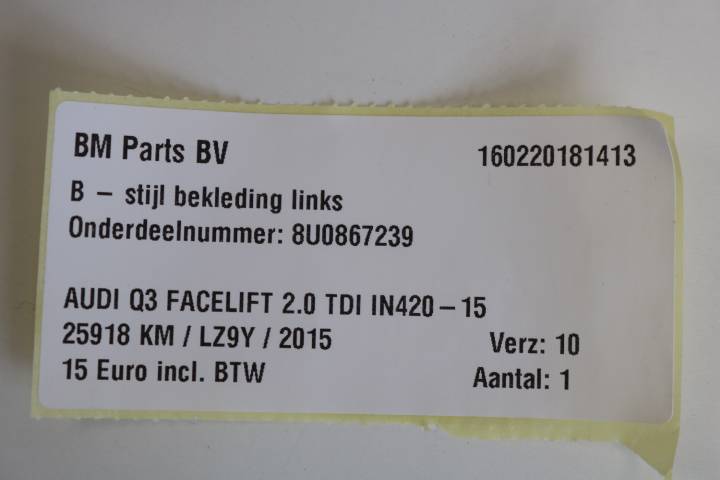 BM Parts BV 160220181413
B – stijl bekleding links
Onderdeelnummer: 8U0867239
AUDI Q3 FACELIFT 2.0 TDI IN420–15
25918 KM / LZ9Y / 2015 Verz: 10
15 Euro incl. BTW Aantal: 1